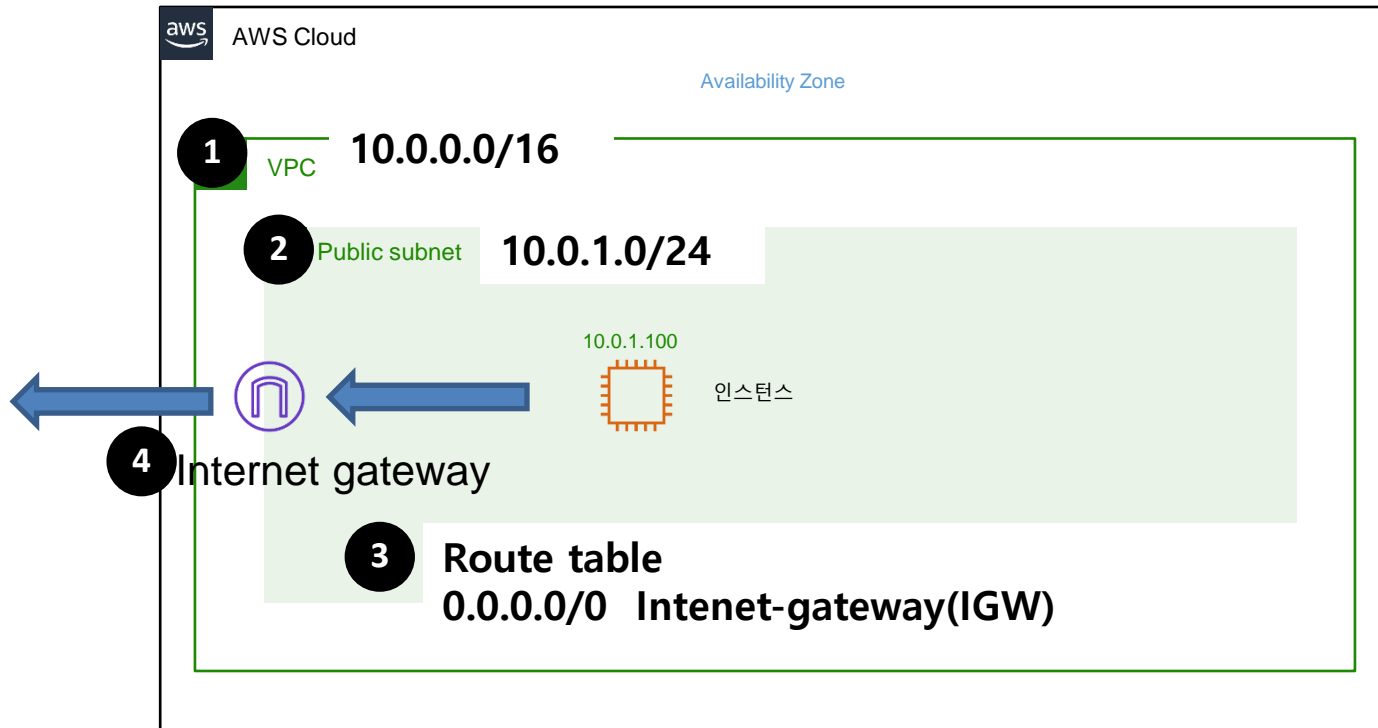 aws
AWS Cloud
Availability Zone
1
VPC
10.0.0.0/16
2
Public subnet
10.0.1.0/24
10.0.1.100
인스턴스
4
Internet gateway
3
Route table
0.0.0.0/0 Intenet-gateway(IGW)